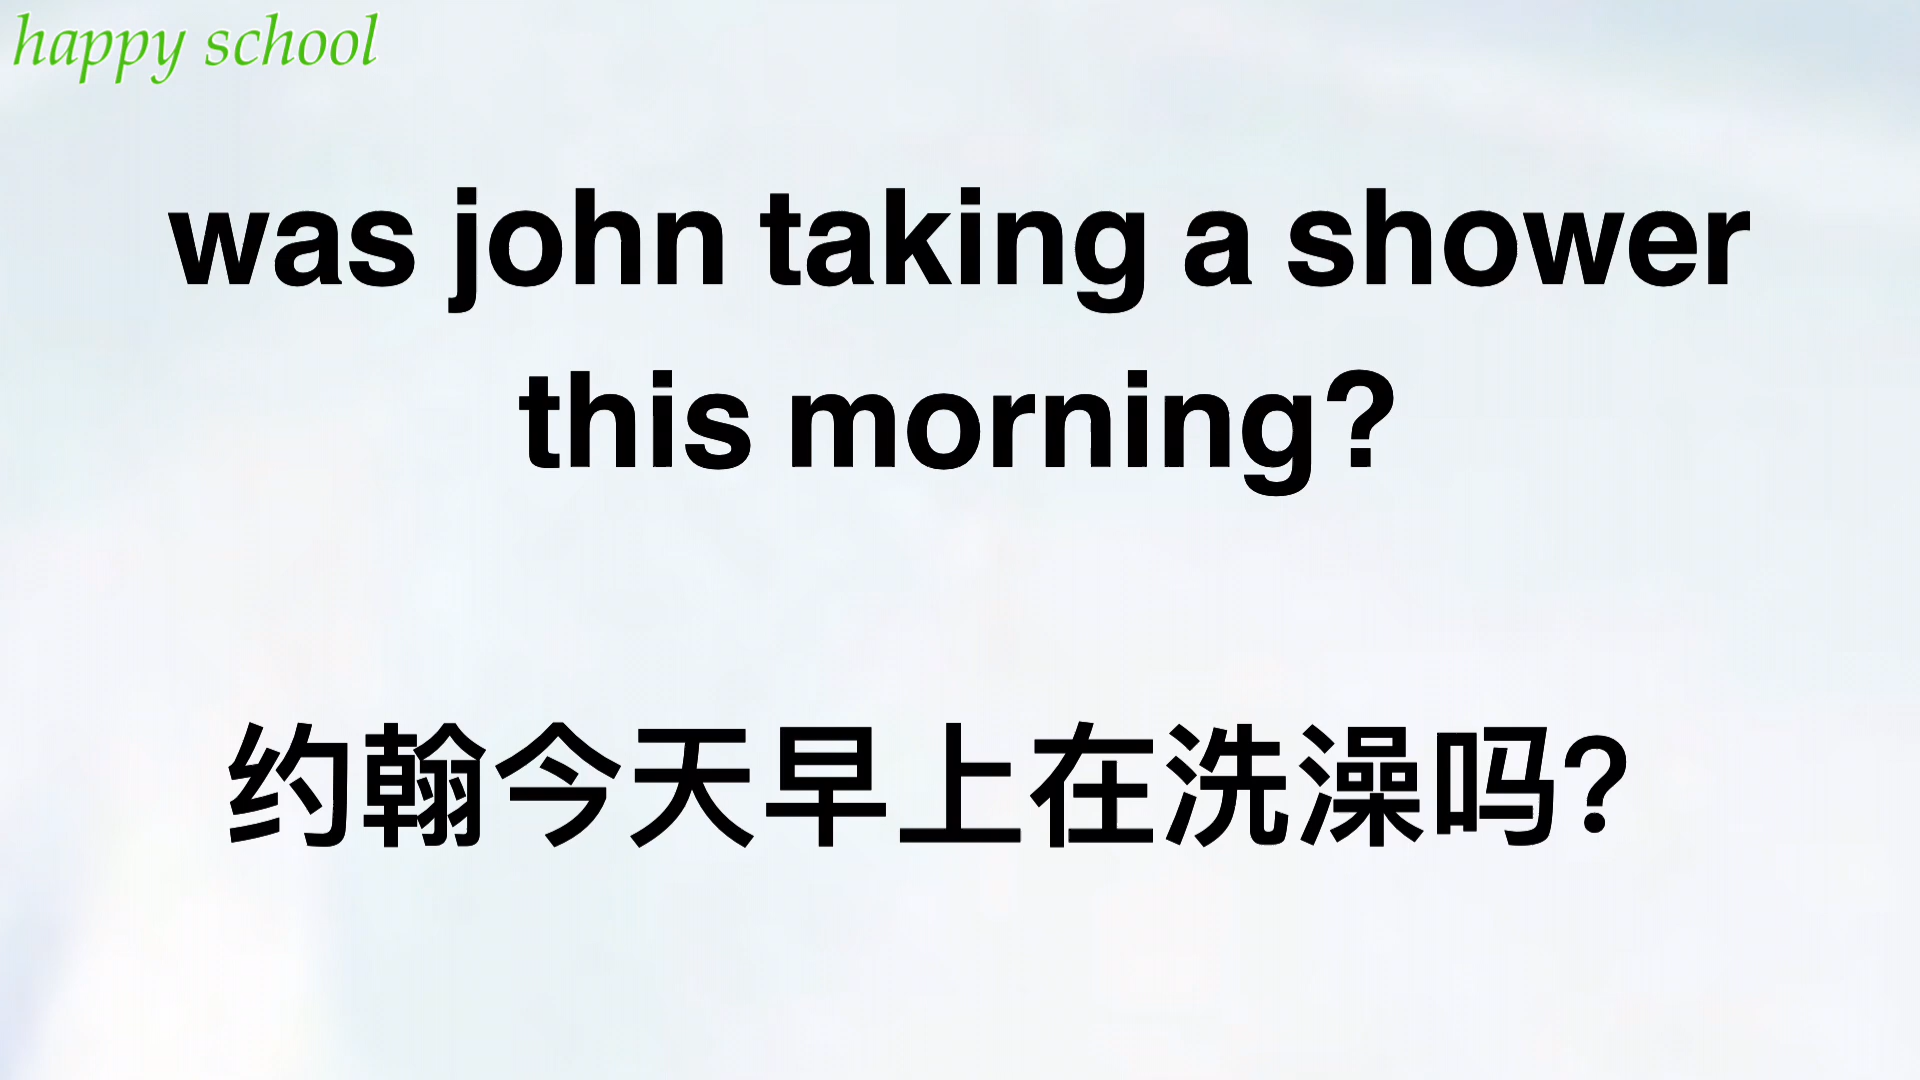 happy school
was john taking a shower
this morning?
约翰今天早上在洗澡吗？